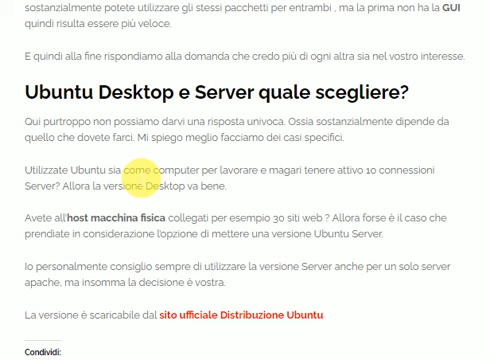 sostanzialmente potete utilizzare gli stessi pacchetti per entrambi , ma la prima non ha la GUI
quindi risulta essere più veloce.
E quindi alla fine rispondiamo alla domanda che credo più di ogni altra sia nel vostro interesse.
Ubuntu Desktop e Server quale scegliere?
Qui purtroppo non possiamo darvi una risposta univoca. Ossia sostanzialmente dipende da
quello che dovete farci. Mi spiego meglio facciamo dei casi specifici.
Utilizzate Ubuntu sia come computer per lavorare e magari tenere attivo 10 connessioni
Server? Allora la versione Desktop va bene.
Avete all'host macchina fisica collegati per esempio 30 siti web ? Allora forse è il caso che
prendiate in considerazione l'opzione di mettere una versione Ubuntu Server.
Io personalmente consiglio sempre di utilizzare la versione Server anche per un solo server
apache, ma insomma la decisione è vostra.
La versione è scaricabile dal sito ufficiale Distribuzione Ubuntu
Condividi: